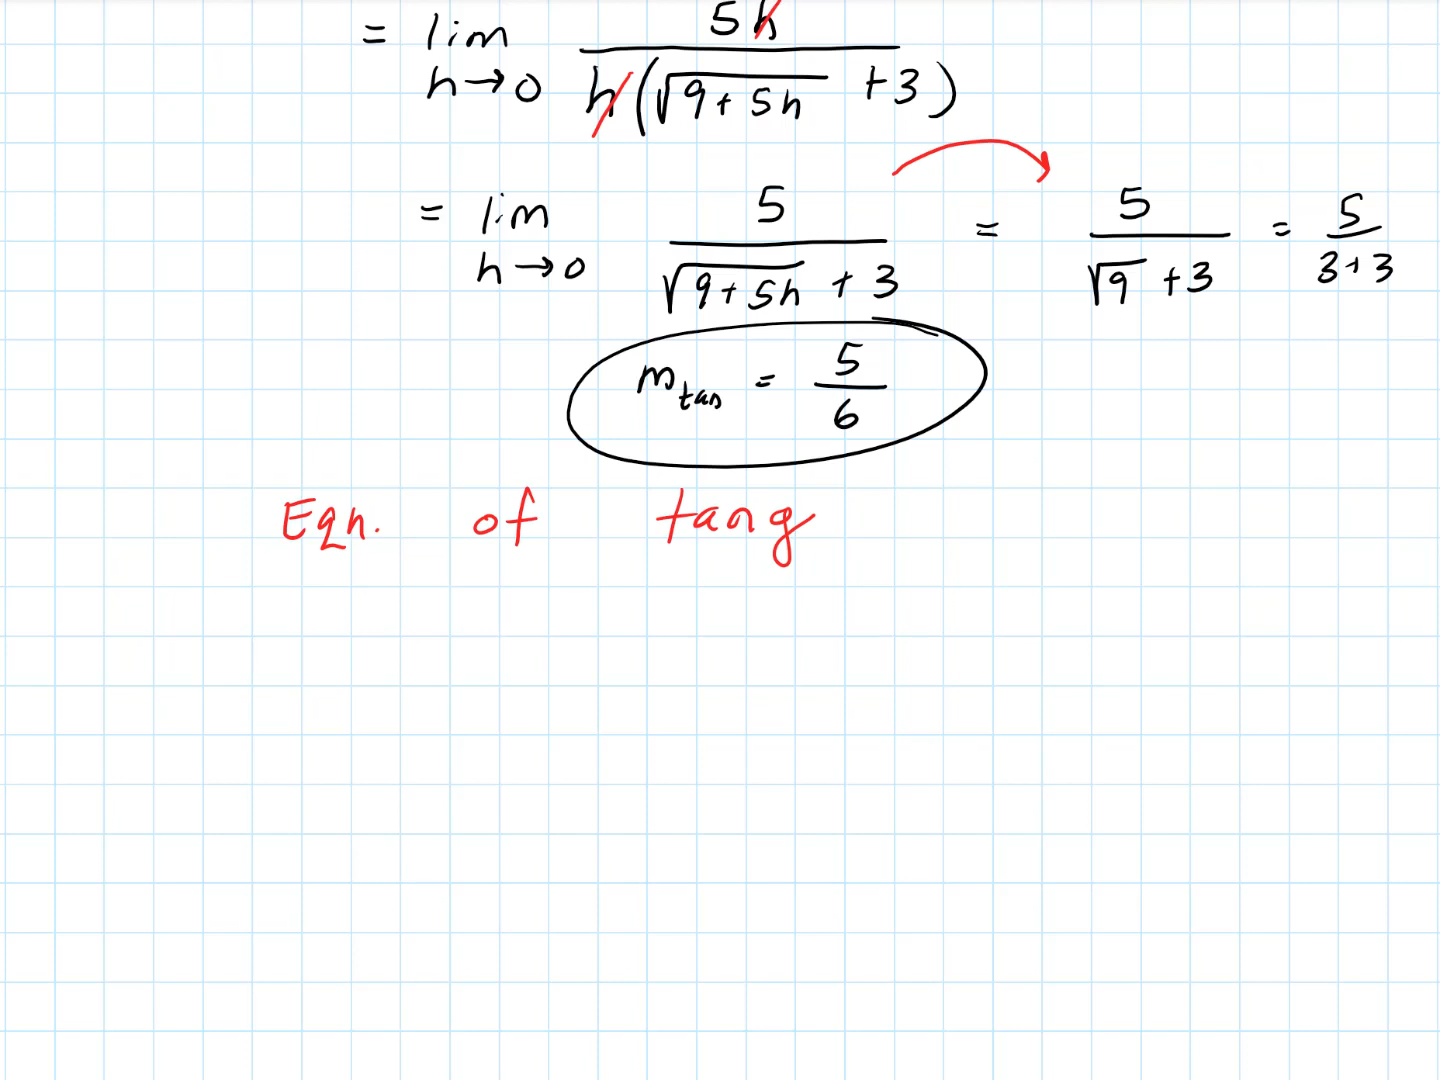 = lim h→0 5h / h(√9+5h + 3)
= lim h→0 5 / √9+5h + 3 = 5 / √9 + 3 = 5 / 3+3
m tan = 5 / 6
Eqn. of tang